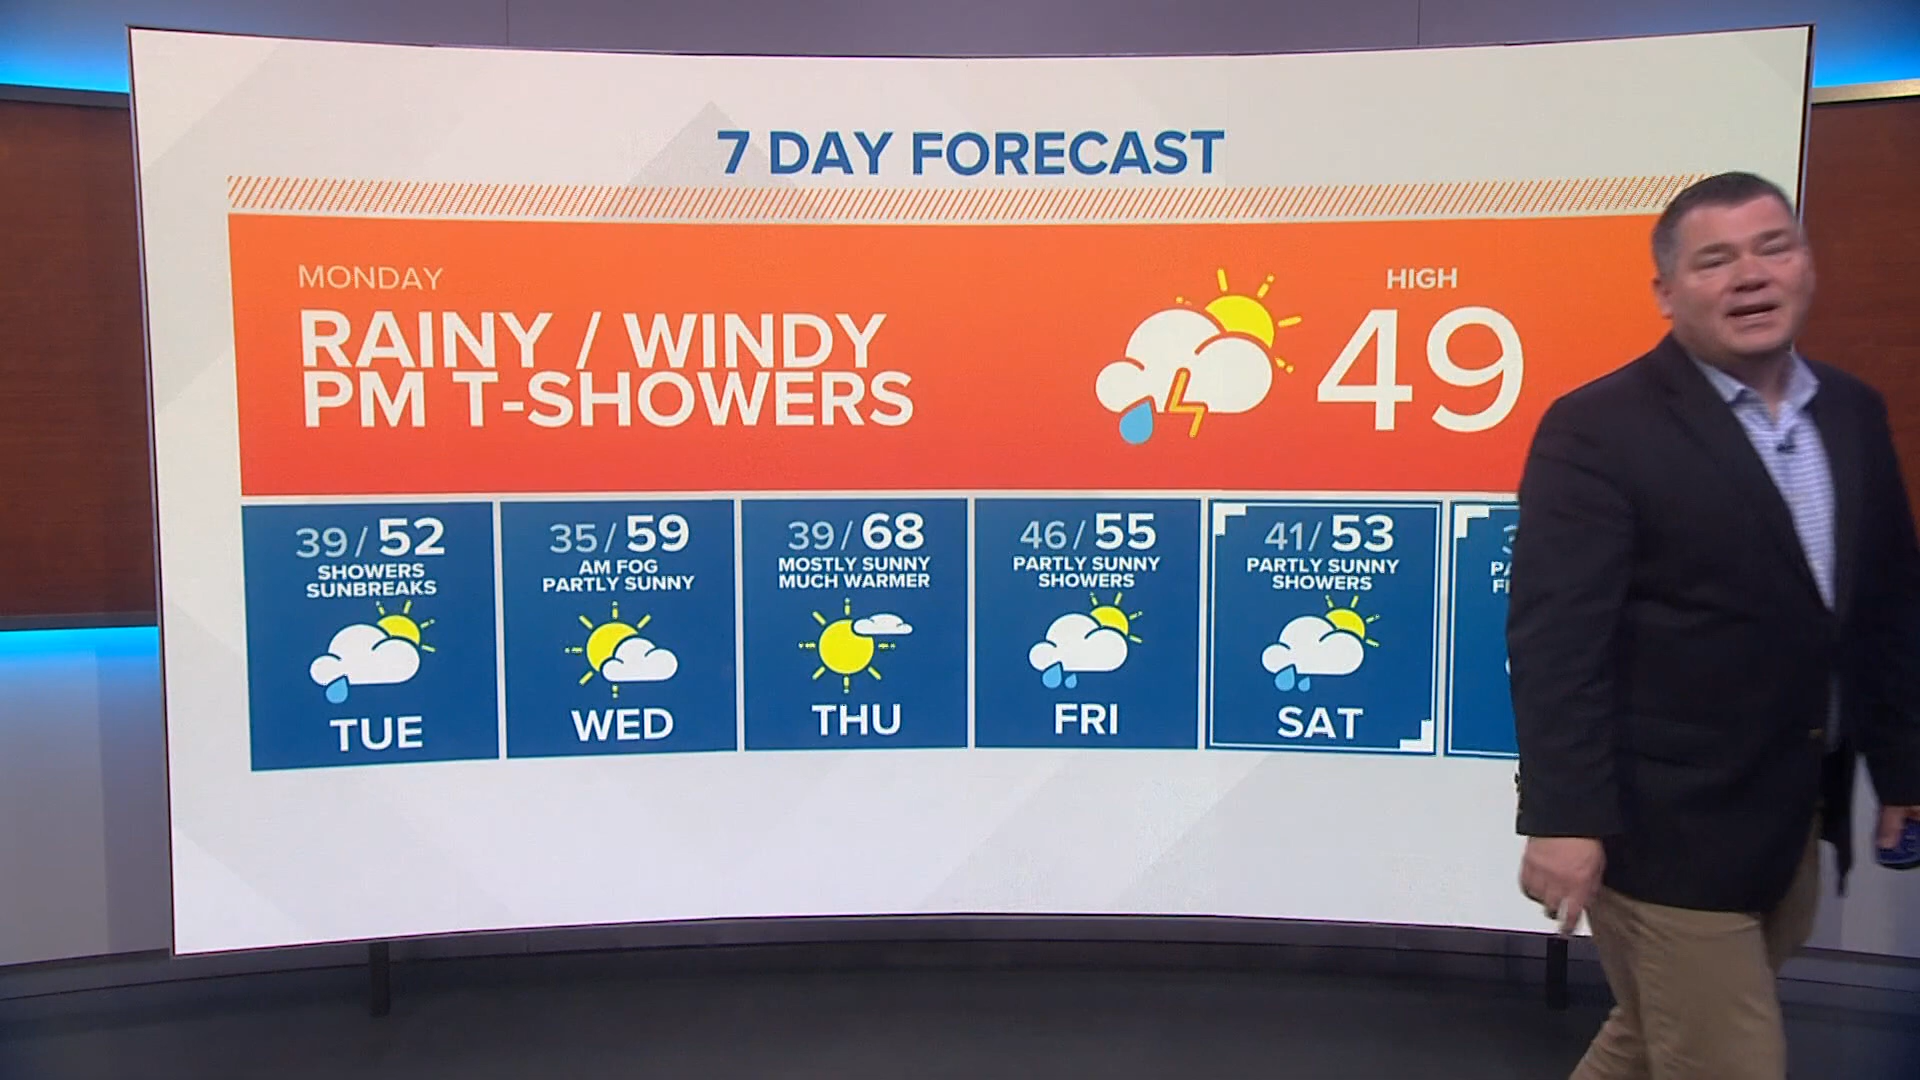 7 DAY FORECAST
MONDAY
RAINY / WINDY
PM T-SHOWERS
HIGH
49
39/52
SHOWERS
SUNBREAKS
TUE
35/59
AM FOG
PARTLY SUNNY
WED
39/68
MOSTLY SUNNY
MUCH WARMER
THU
46/55
PARTLY SUNNY
SHOWERS
FRI
41/53
PARTLY SUNNY
SHOWERS
SAT